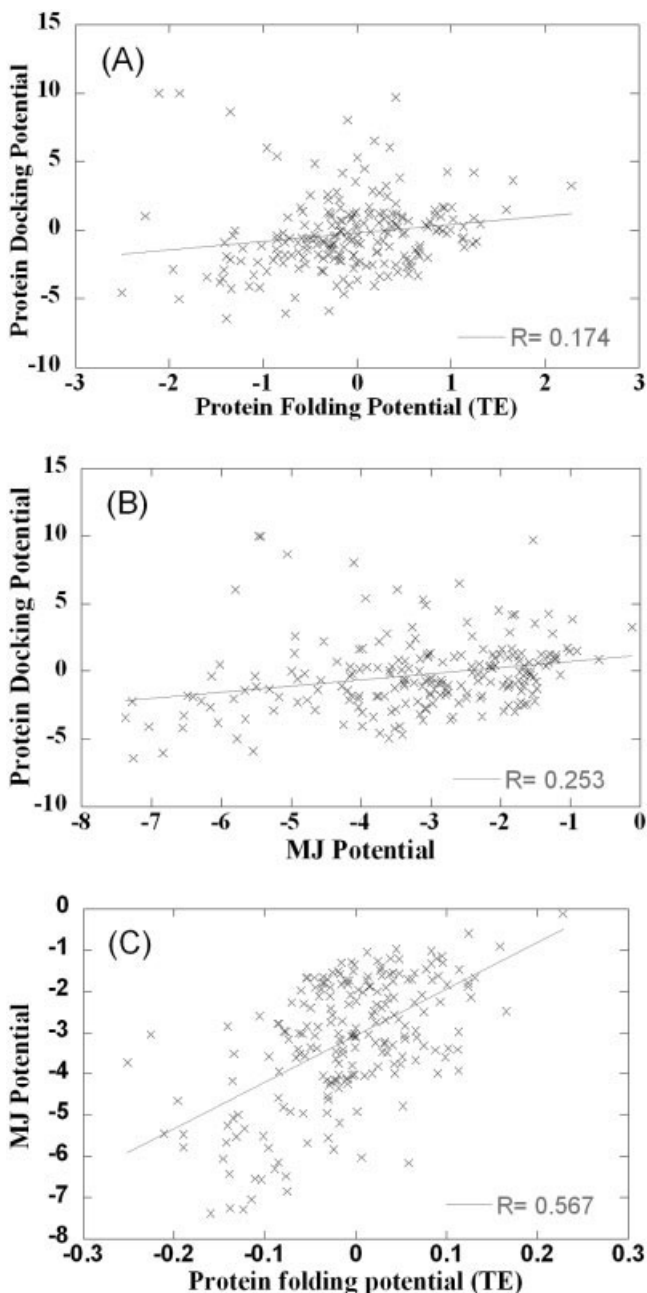 (A)
Protein Docking Potential
15
10
5
0
-5
-10
R= 0.174
-3 -2 -1 0 1 2 3
Protein Folding Potential (TE)
(B)
Protein Docking Potential
15
10
5
0
-5
-10
R= 0.253
-8 -7 -6 -5 -4 -3 -2 -1 0
MJ Potential
(C)
MJ Potential
0
-1
-2
-3
-4
-5
-6
-7
-8
R= 0.567
-0.3 -0.2 -0.1 0 0.1 0.2 0.3
Protein folding potential (TE)